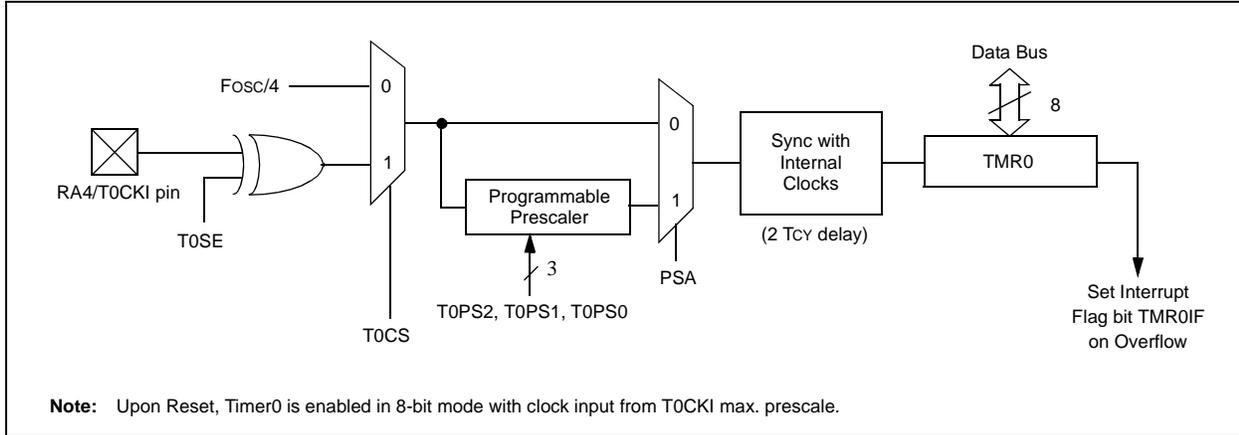 Data Bus
8
FOSC/4
0
1
RA4/T0CKI pin
T0SE
T0CS
Programmable
Prescaler
3
T0PS2, T0PS1, T0PS0
0
1
PSA
Sync with
Internal
Clocks
(2 TCY delay)
TMR0
Set Interrupt
Flag bit TMR0IF
on Overflow
Note: Upon Reset, Timer0 is enabled in 8-bit mode with clock input from T0CKI max. prescale.